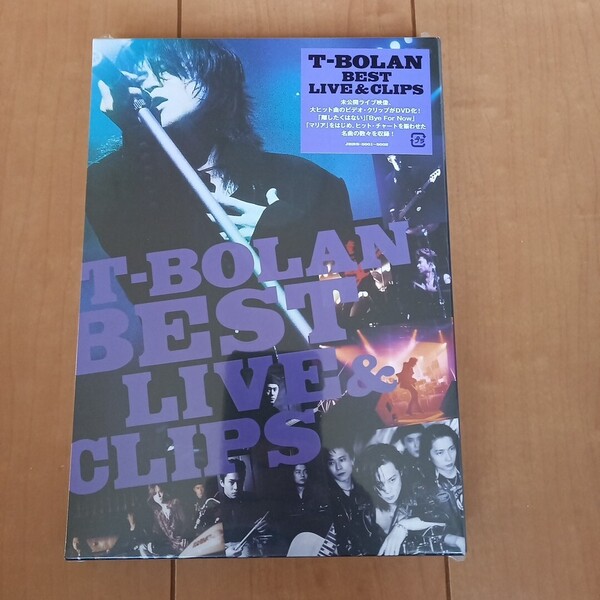 T-BOLAN
BEST
LIVE & CLIPS
未公開ライブ映像、
大ヒット曲のビデオ・クリップがDVD化！
「離したくはない」「Bye For Now」
「マリア」をはじめ、ヒット・チャートを賑わせた
名曲の数々を収録！
プラ
T-BOLAN
BEST
LIVE &
CLIPS